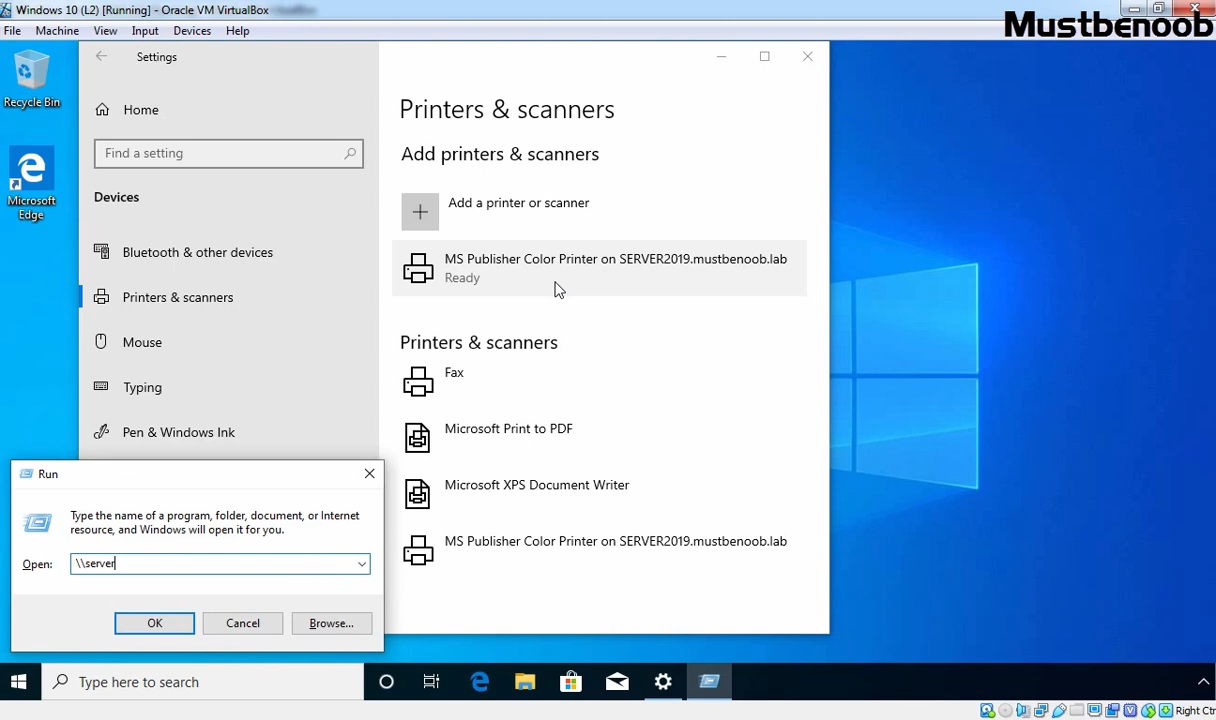 Windows 10 (L2) [Running] - Oracle VM VirtualBox
Mustbenoob
File Machine View Input Devices Help
Recycle Bin
Microsoft
Edge
Settings
Home
Find a setting
Devices
Bluetooth & other devices
Printers & scanners
Mouse
Typing
Pen & Windows Ink
Printers & scanners
Add printers & scanners
Add a printer or scanner
MS Publisher Color Printer on SERVER2019.mustbenoob.lab
Ready
Printers & scanners
Fax
Microsoft Print to PDF
Microsoft XPS Document Writer
MS Publisher Color Printer on SERVER2019.mustbenoob.lab
Run
Type the name of a program, folder, document, or Internet
resource, and Windows will open it for you.
Open: \\server
OK Cancel Browse...
Type here to search
Right Ctr